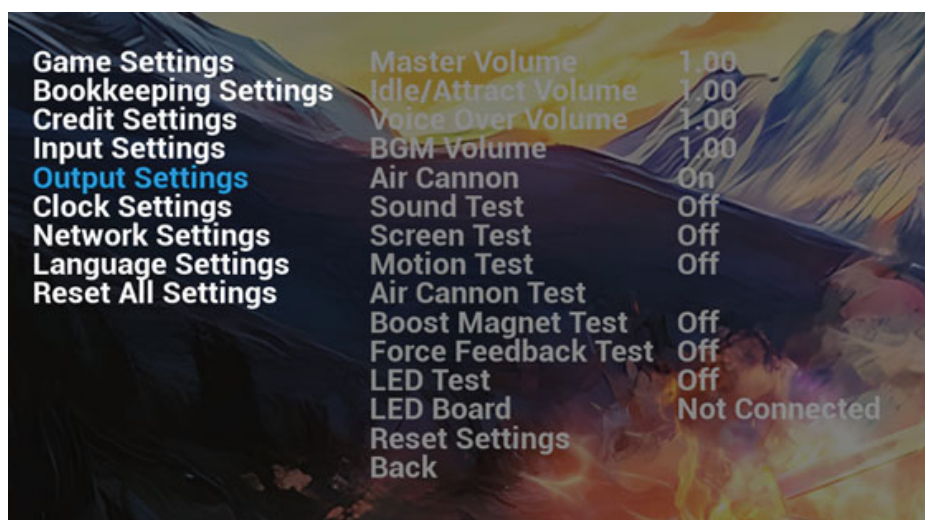 Game Settings
Bookkeeping Settings
Credit Settings
Input Settings
Output Settings
Clock Settings
Network Settings
Language Settings
Reset All Settings
Master Volume 1.00
Idle/Attract Volume 1.00
Voice Over Volume 1.00
BGM Volume 1.00
Air Cannon On
Sound Test Off
Screen Test Off
Motion Test Off
Air Cannon Test
Boost Magnet Test Off
Force Feedback Test Off
LED Test Off
LED Board Not Connected
Reset Settings
Back